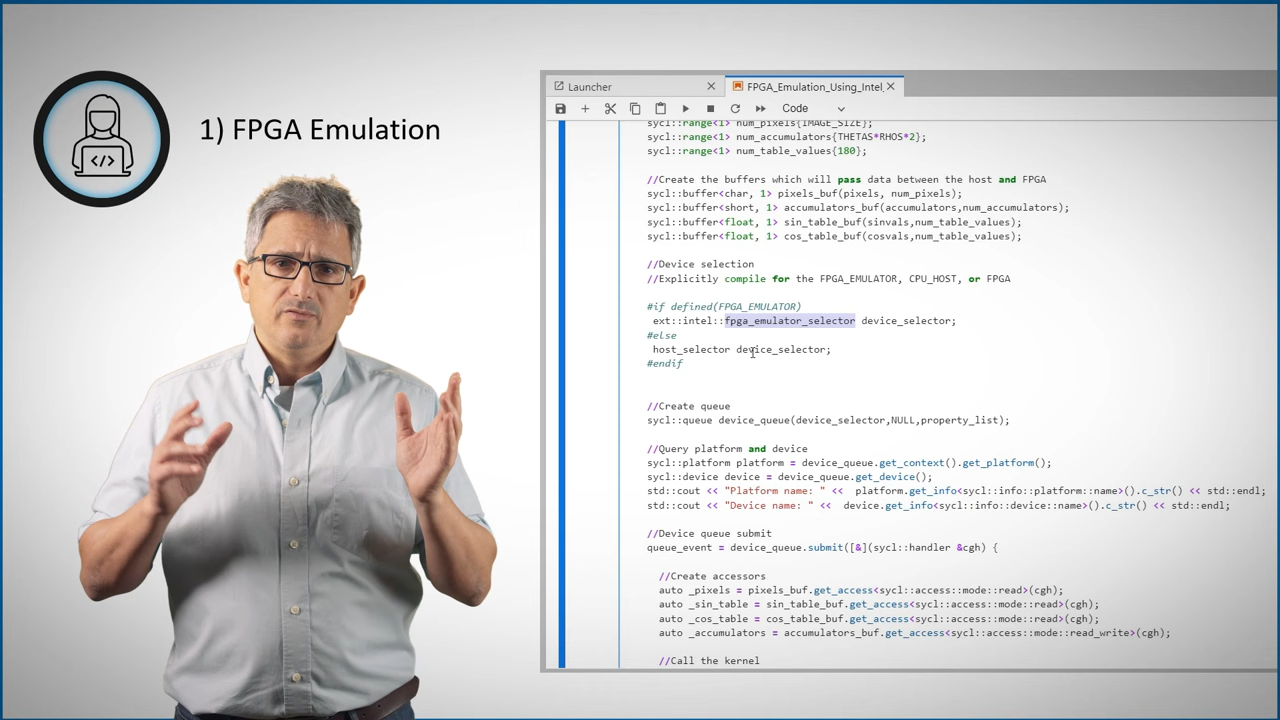 </>
1) FPGA Emulation
Launcher
FPGA_Emulation_Using_Intel
Code
sycl::range<1> num_pixels{IMAGE_SIZE};
sycl::range<1> num_accumulators{THETAS*RHOS*2};
sycl::range<1> num_table_values{180};
//Create the buffers which will pass data between the host and FPGA
sycl::buffer<char, 1> pixels_buf(pixels, num_pixels);
sycl::buffer<short, 1> accumulators_buf(accumulators,num_accumulators);
sycl::buffer<float, 1> sin_table_buf(sinvals,num_table_values);
sycl::buffer<float, 1> cos_table_buf(cosvals,num_table_values);
//Device selection
//Explicitly compile for the FPGA_EMULATOR, CPU_HOST, or FPGA
#if defined(FPGA_EMULATOR)
ext::intel::fpga_emulator_selector device_selector;
#else
host_selector device_selector;
#endif
//Create queue
sycl::queue device_queue(device_selector,NULL,property_list);
//Query platform and device
sycl::platform platform = device_queue.get_context().get_platform();
sycl::device device = device_queue.get_device();
std::cout << "Platform name: " <<  platform.get_info<sycl::info::platform::name>().c_str() << std::endl;
std::cout << "Device name: " <<  device.get_info<sycl::info::device::name>().c_str() << std::endl;
//Device queue submit
queue_event = device_queue.submit([&](sycl::handler &cgh) {
//Create accessors
auto _pixels = pixels_buf.get_access<sycl::access::mode::read>(cgh);
auto _sin_table = sin_table_buf.get_access<sycl::access::mode::read>(cgh);
auto _cos_table = cos_table_buf.get_access<sycl::access::mode::read>(cgh);
auto _accumulators = accumulators_buf.get_access<sycl::access::mode::read_write>(cgh);
//Call the kernel